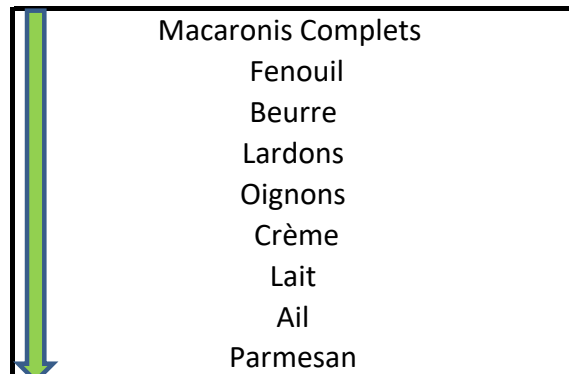 Macaronis Complets
Fenouil
Beurre
Lardons
Oignons
Crème
Lait
Ail
Parmesan